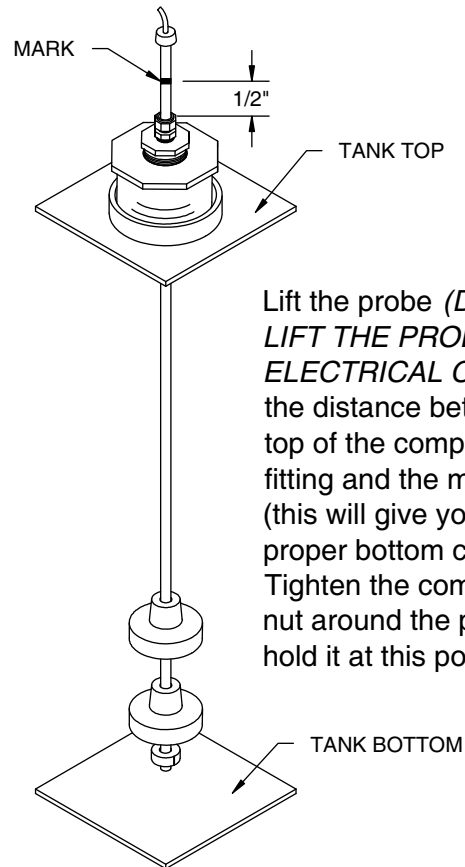 MARK
1/2"
TANK TOP
Lift the probe (D
LIFT THE PROB
ELECTRICAL C
the distance bet
top of the comp
fitting and the m
(this will give yo
proper bottom c
Tighten the com
nut around the p
hold it at this po
TANK BOTTOM